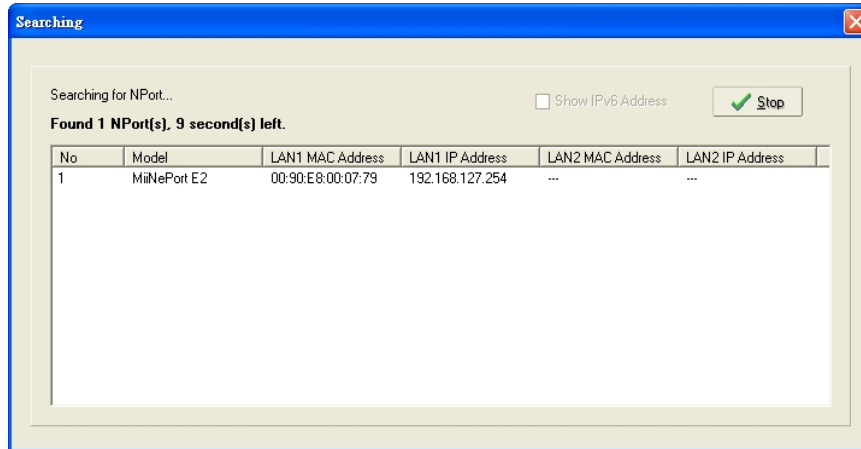 Searching
Searching for NPort...
Show IPv6 Address
Stop
Found 1 NPort(s), 9 second(s) left.
No Model LAN1 MAC Address LAN1 IP Address LAN2 MAC Address LAN2 IP Address
1 MiiNePort E2 00:90:E8:00:07:79 192.168.127.254 --- ---